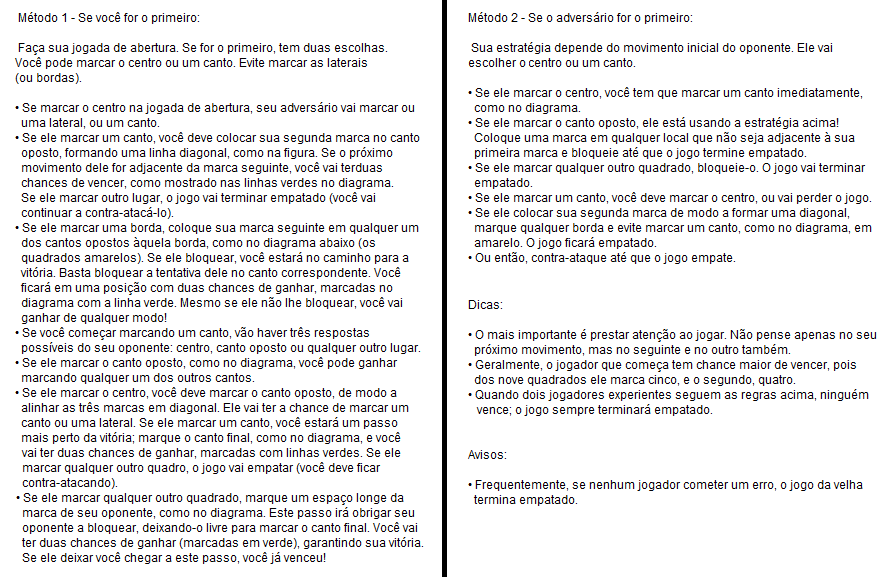 Método 1 - Se você for o primeiro:
Faça sua jogada de abertura. Se for o primeiro, tem duas escolhas.
Você pode marcar o centro ou um canto. Evite marcar as laterais
(ou bordas).
• Se marcar o centro na jogada de abertura, seu adversário vai marcar ou
uma lateral, ou um canto.
• Se ele marcar um canto, você deve colocar sua segunda marca no canto
oposto, formando uma linha diagonal, como na figura. Se o próximo
movimento dele for adjacente da marca seguinte, você vai terduas
chances de vencer, como mostrado nas linhas verdes no diagrama.
Se ele marcar outro lugar, o jogo vai terminar empatado (você vai
continuar a contra-atacá-lo).
• Se ele marcar uma borda, coloque sua marca seguinte em qualquer um
dos cantos opostos àquela borda, como no diagrama abaixo (os
quadrados amarelos). Se ele bloquear, você estará no caminho para a
vitória. Basta bloquear a tentativa dele no canto correspondente. Você
ficará em uma posição com duas chances de ganhar, marcadas no
diagrama com a linha verde. Mesmo se ele não lhe bloquear, você vai
ganhar de qualquer modo!
• Se você começar marcando um canto, vão haver três respostas
possíveis do seu oponente: centro, canto oposto ou qualquer outro lugar.
• Se ele marcar o canto oposto, como no diagrama, você pode ganhar
marcando qualquer um dos outros cantos.
• Se ele marcar o centro, você deve marcar o canto oposto, de modo a
alinhar as três marcas em diagonal. Ele vai ter a chance de marcar um
canto ou uma lateral. Se ele marcar um canto, você estará um passo
mais perto da vitória; marque o canto final, como no diagrama, e você
vai ter duas chances de ganhar, marcadas com linhas verdes. Se ele
marcar qualquer outro quadro, o jogo vai empatar (você deve ficar
contra-atacando).
• Se ele marcar qualquer outro quadrado, marque um espaço longe da
marca de seu oponente, como no diagrama. Este passo irá obrigar seu
oponente a bloquear, deixando-o livre para marcar o canto final. Você vai
ter duas chances de ganhar (marcadas em verde), garantindo sua vitória.
Se ele deixar você chegar a este passo, você já venceu!
Método 2 - Se o adversário for o primeiro:
Sua estratégia depende do movimento inicial do oponente. Ele vai
escolher o centro ou um canto.
• Se ele marcar o centro, você tem que marcar um canto imediatamente,
como no diagrama.
• Se ele marcar o canto oposto, ele está usando a estratégia acima!
Coloque uma marca em qualquer local que não seja adjacente à sua
primeira marca e bloqueie até que o jogo termine empatado.
• Se ele marcar qualquer outro quadrado, bloqueie-o. O jogo vai terminar
empatado.
• Se ele marcar um canto, você deve marcar o centro, ou vai perder o jogo.
• Se ele colocar sua segunda marca de modo a formar uma diagonal,
marque qualquer borda e evite marcar um canto, como no diagrama, em
amarelo. O jogo ficará empatado.
• Ou então, contra-ataque até que o jogo empate.
Dicas:
• O mais importante é prestar atenção ao jogar. Não pense apenas no seu
próximo movimento, mas no seguinte e no outro também.
• Geralmente, o jogador que começa tem chance maior de vencer, pois
dos nove quadrados ele marca cinco, e o segundo, quatro.
• Quando dois jogadores experientes seguem as regras acima, ninguém
vence; o jogo sempre terminará empatado.
Avisos:
• Frequentemente, se nenhum jogador cometer um erro, o jogo da velha
termina empatado.